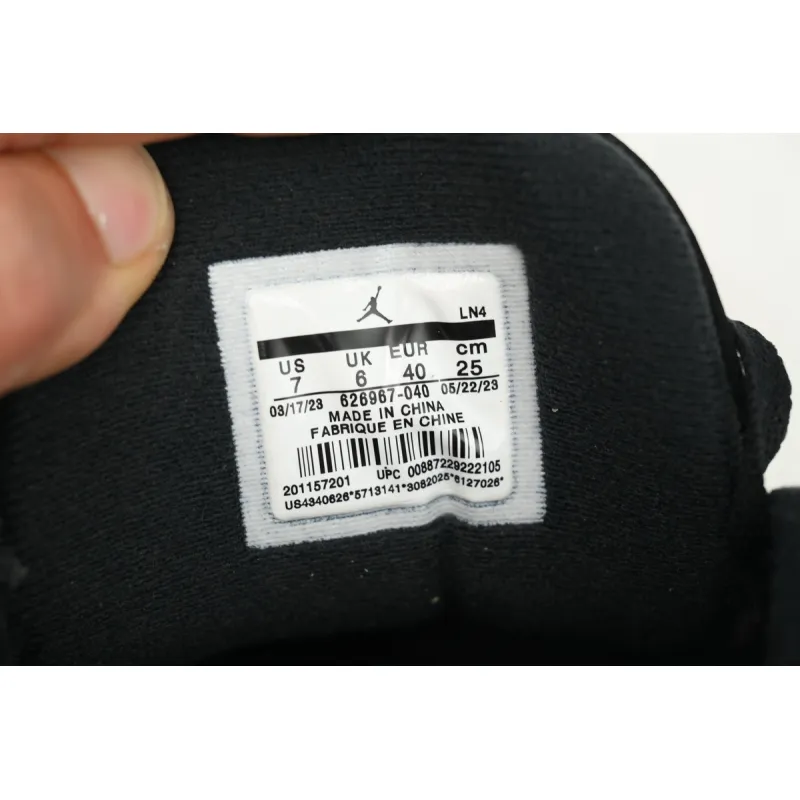 LN4
US UK EUR cm
7 6 40 25
03/17/23 626967-040 05/22/23
MADE IN CHINA
FABRIQUE EN CHINE
201157201 UPC 00887229222105
US4340626*5713141*3082025*6127026*